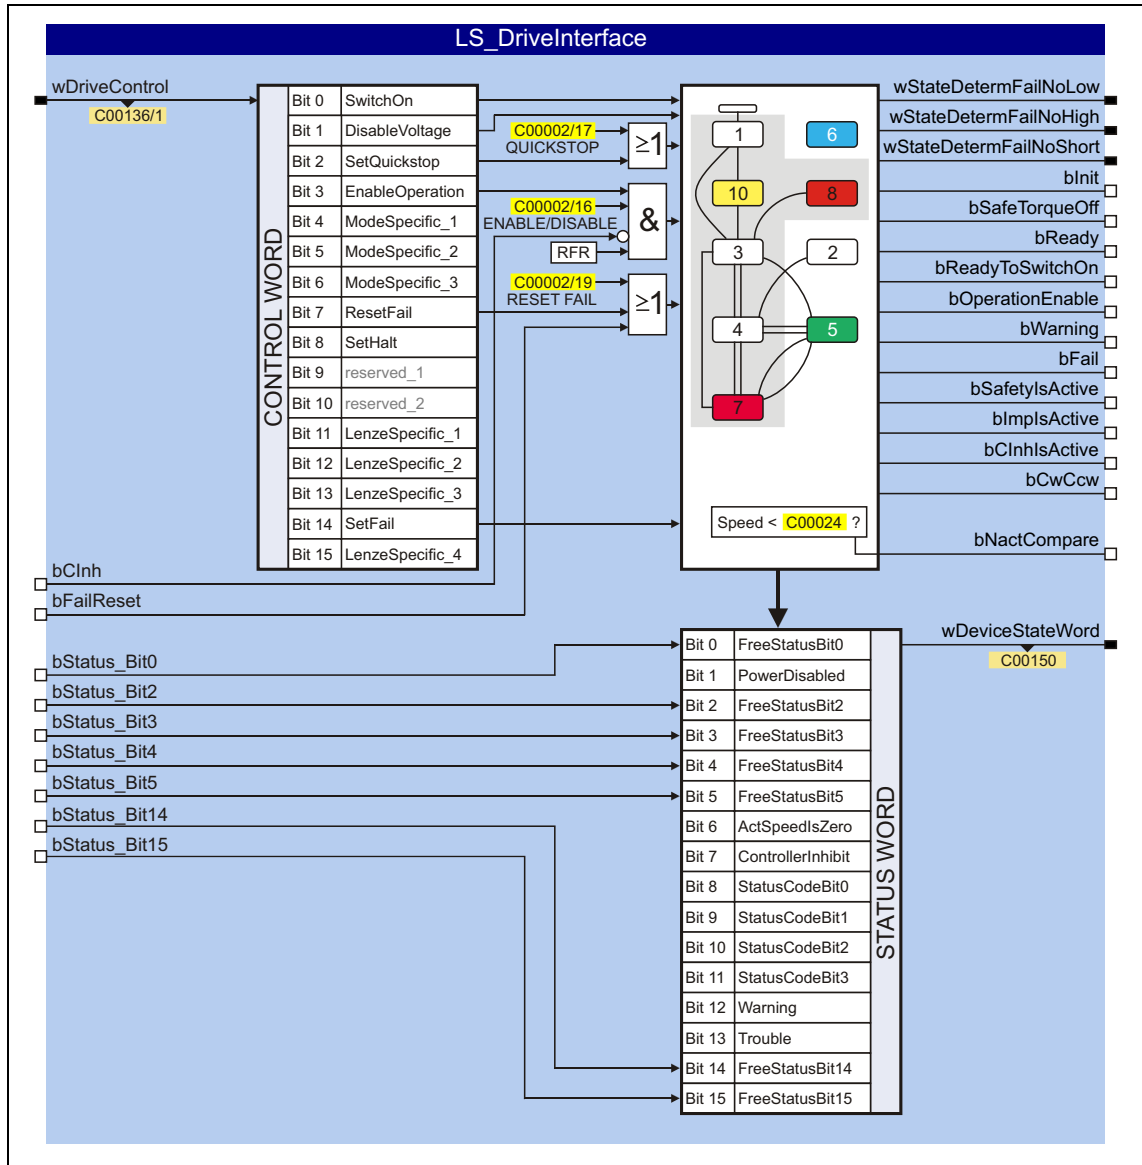 LS_DriveInterface
wDriveControl
C00136/1
CONTROL WORD
Bit 0 SwitchOn
Bit 1 DisableVoltage
Bit 2 SetQuickstop
Bit 3 EnableOperation
Bit 4 ModeSpecific_1
Bit 5 ModeSpecific_2
Bit 6 ModeSpecific_3
Bit 7 ResetFail
Bit 8 SetHalt
Bit 9 reserved_1
Bit 10 reserved_2
Bit 11 LenzeSpecific_1
Bit 12 LenzeSpecific_2
Bit 13 LenzeSpecific_3
Bit 14 SetFail
Bit 15 LenzeSpecific_4
C00002/17
QUICKSTOP
≥1
C00002/16
ENABLE/DISABLE
RFR
&
C00002/19
RESET FAIL
≥1
1
6
10
8
3
2
4
5
7
Speed < C00024 ?
wStateDetermFailNoLow
wStateDetermFailNoHigh
wStateDetermFailNoShort
bInit
bSafeTorqueOff
bReady
bReadyToSwitchOn
bOperationEnable
bWarning
bFail
bSafetyIsActive
bImpIsActive
bCInhIsActive
bCwCcw
bNactCompare
bCInh
bFailReset
bStatus_Bit0
bStatus_Bit2
bStatus_Bit3
bStatus_Bit4
bStatus_Bit5
bStatus_Bit14
bStatus_Bit15
Bit 0 FreeStatusBit0
Bit 1 PowerDisabled
Bit 2 FreeStatusBit2
Bit 3 FreeStatusBit3
Bit 4 FreeStatusBit4
Bit 5 FreeStatusBit5
Bit 6 ActSpeedIsZero
Bit 7 ControllerInhibit
Bit 8 StatusCodeBit0
Bit 9 StatusCodeBit1
Bit 10 StatusCodeBit2
Bit 11 StatusCodeBit3
Bit 12 Warning
Bit 13 Trouble
Bit 14 FreeStatusBit14
Bit 15 FreeStatusBit15
STATUS WORD
wDeviceStateWord
C00150